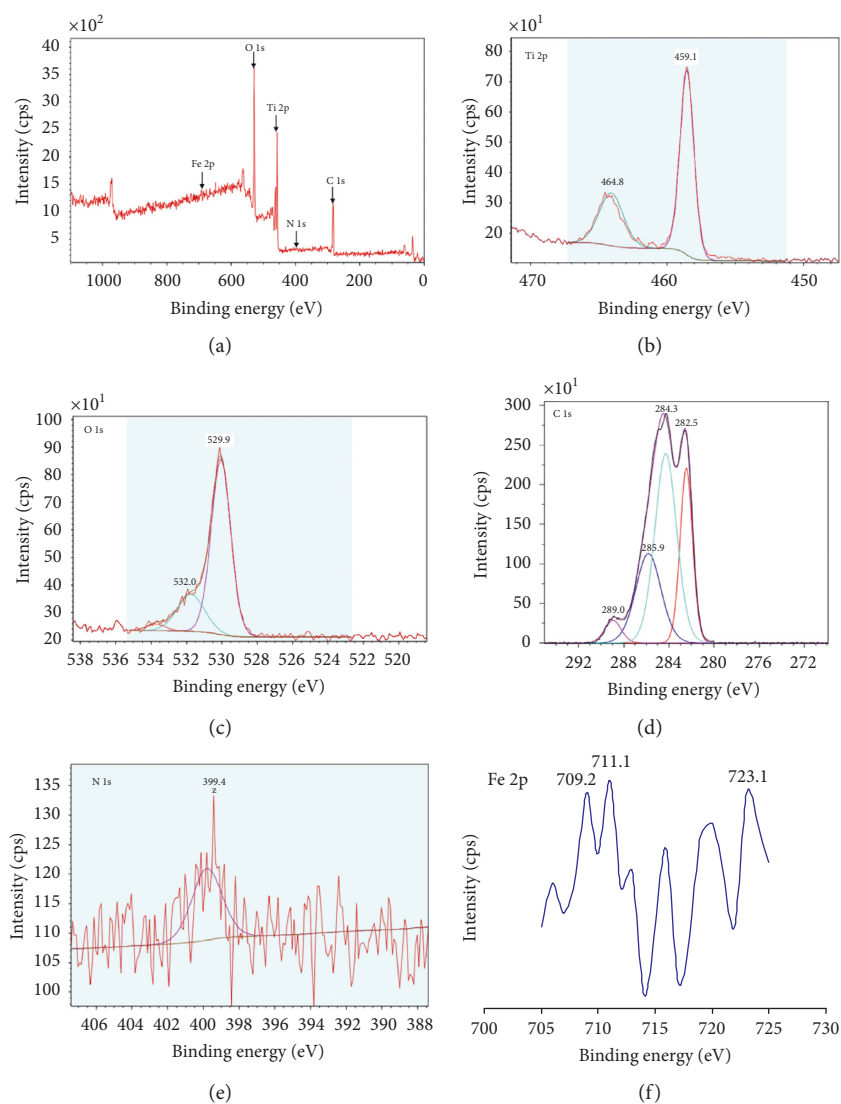 ×10²
O 1s
Ti 2p
Fe 2p
C 1s
N 1s
Intensity (cps)
40
35
30
25
20
15
10
5
1000 800 600 400 200 0
Binding energy (eV)
(a)
×10¹
Ti 2p
459.1
464.8
Intensity (cps)
80
70
60
50
40
30
20
10
470 460 450
Binding energy (eV)
(b)
×10¹
O 1s
529.9
532.0
Intensity (cps)
100
90
80
70
60
50
40
30
20
538 536 534 532 530 528 526 524 522 520
Binding energy (eV)
(c)
×10¹
C 1s
284.3
282.5
285.9
289.0
Intensity (cps)
300
250
200
150
100
50
0
292 288 284 280 276 272
Binding energy (eV)
(d)
N 1s
399.4
z
Intensity (cps)
135
130
125
120
115
110
105
100
406 404 402 400 398 396 394 392 390 388
Binding energy (eV)
(e)
Fe 2p
709.2
711.1
723.1
Intensity (cps)
700 705 710 715 720 725 730
Binding energy (eV)
(f)